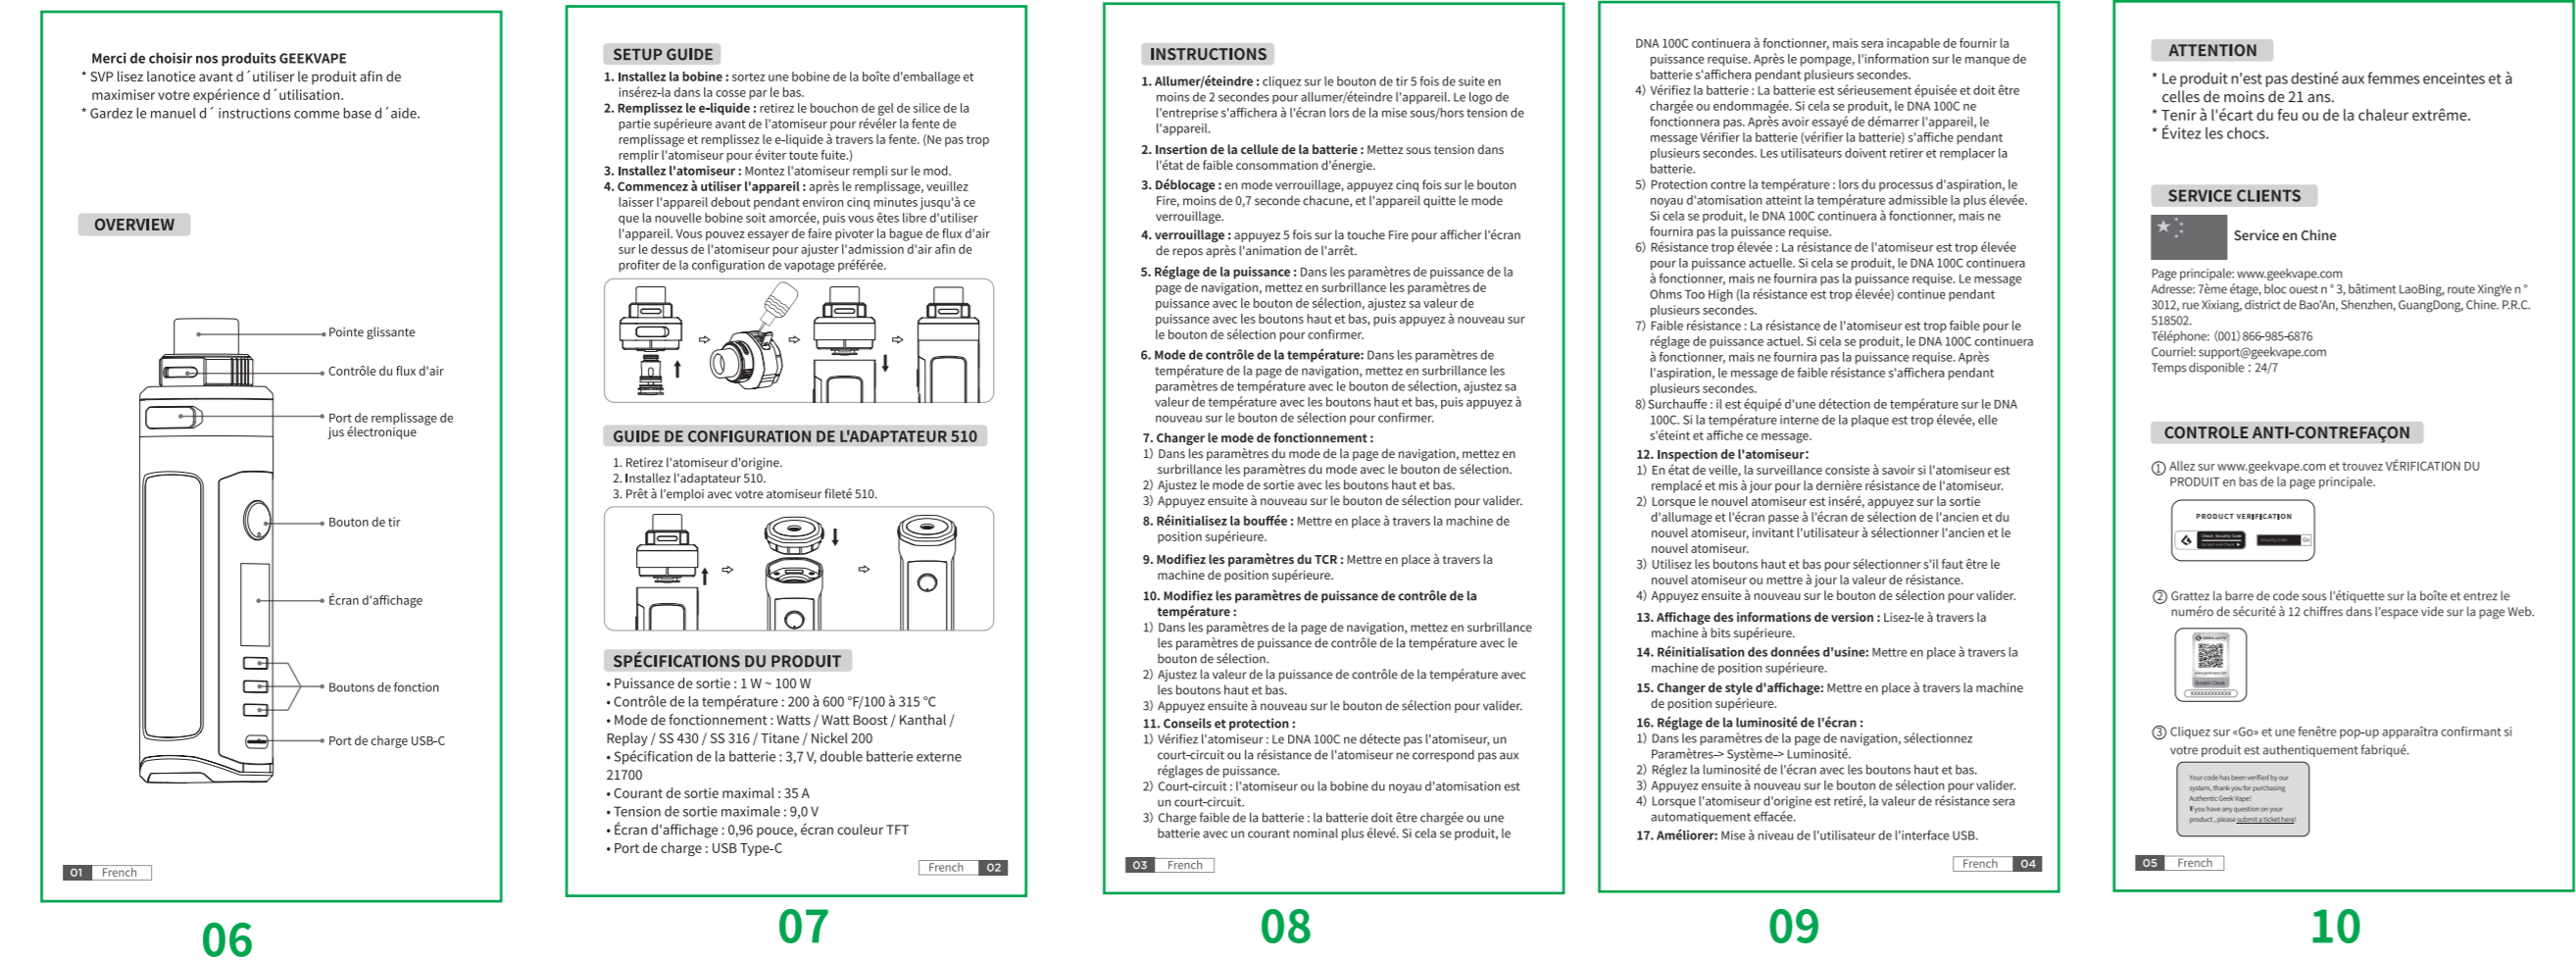 Merci de choisir nos produits GEEKVAPE
* SVP lisez lanotice avant d´utiliser le produit afin de
maximiser votre expérience d´utilisation.
* Gardez le manuel d´ instructions comme base d´aide.
OVERVIEW
Pointe glissante
Contrôle du flux d'air
Port de remplissage de
jus électronique
Bouton de tir
Écran d'affichage
Boutons de fonction
Port de charge USB-C
01 French
06
SETUP GUIDE
1. Installez la bobine : sortez une bobine de la boîte d'emballage et
insérez-la dans la cosse par le bas.
2. Remplissez le e-liquide : retirez le bouchon de gel de silice de la
partie supérieure avant de l'atomiseur pour révéler la fente de
remplissage et remplissez le e-liquide à travers la fente. (Ne pas trop
remplir l'atomiseur pour éviter toute fuite.)
3. Installez l'atomiseur : Montez l'atomiseur rempli sur le mod.
4. Commencez à utiliser l'appareil : après le remplissage, veuillez
laisser l'appareil debout pendant environ cinq minutes jusqu'à ce
que la nouvelle bobine soit amorcée, puis vous êtes libre d'utiliser
l'appareil. Vous pouvez essayer de faire pivoter la bague de flux d'air
sur le dessus de l'atomiseur pour ajuster l'admission d'air afin de
profiter de la configuration de vapotage préférée.
GUIDE DE CONFIGURATION DE L'ADAPTATEUR 510
1. Retirez l'atomiseur d'origine.
2. Installez l'adaptateur 510.
3. Prêt à l'emploi avec votre atomiseur fileté 510.
SPÉCIFICATIONS DU PRODUIT
• Puissance de sortie : 1 W ~ 100 W
• Contrôle de la température : 200 à 600 °F/100 à 315 °C
• Mode de fonctionnement : Watts / Watt Boost / Kanthal /
Replay / SS 430 / SS 316 / Titane / Nickel 200
• Spécification de la batterie : 3,7 V, double batterie externe
21700
• Courant de sortie maximal : 35 A
• Tension de sortie maximale : 9,0 V
• Écran d'affichage : 0,96 pouce, écran couleur TFT
• Port de charge : USB Type-C
French 02
07
INSTRUCTIONS
1. Allumer/éteindre : cliquez sur le bouton de tir 5 fois de suite en
moins de 2 secondes pour allumer/éteindre l'appareil. Le logo de
l'entreprise s'affichera à l'écran lors de la mise sous/hors tension de
l'appareil.
2. Insertion de la cellule de la batterie : Mettez sous tension dans
l'état de faible consommation d'énergie.
3. Déblocage : en mode verrouillage, appuyez cinq fois sur le bouton
Fire, moins de 0,7 seconde chacune, et l'appareil quitte le mode
verrouillage.
4. verrouillage : appuyez 5 fois sur la touche Fire pour afficher l'écran
de repos après l'animation de l'arrêt.
5. Réglage de la puissance : Dans les paramètres de puissance de la
page de navigation, mettez en surbrillance les paramètres de
puissance avec le bouton de sélection, ajustez sa valeur de
puissance avec les boutons haut et bas, puis appuyez à nouveau sur
le bouton de sélection pour confirmer.
6. Mode de contrôle de la température: Dans les paramètres de
température de la page de navigation, mettez en surbrillance les
paramètres de température avec le bouton de sélection, ajustez sa
valeur de température avec les boutons haut et bas, puis appuyez à
nouveau sur le bouton de sélection pour confirmer.
7. Changer le mode de fonctionnement :
1) Dans les paramètres du mode de la page de navigation, mettez en
surbrillance les paramètres du mode avec le bouton de sélection.
2) Ajustez le mode de sortie avec les boutons haut et bas.
3) Appuyez ensuite à nouveau sur le bouton de sélection pour valider.
8. Réinitialisez la bouffée : Mettre en place à travers la machine de
position supérieure.
9. Modifiez les paramètres du TCR : Mettre en place à travers la
machine de position supérieure.
10. Modifiez les paramètres de puissance de contrôle de la
température :
1) Dans les paramètres de la page de navigation, mettez en surbrillance
les paramètres de puissance de contrôle de la température avec le
bouton de sélection.
2) Ajustez la valeur de la puissance de contrôle de la température avec
les boutons haut et bas.
3) Appuyez ensuite à nouveau sur le bouton de sélection pour valider.
11. Conseils et protection :
1) Vérifiez l'atomiseur : Le DNA 100C ne détecte pas l'atomiseur, un
court-circuit ou la résistance de l'atomiseur ne correspond pas aux
réglages de puissance.
2) Court-circuit : l'atomiseur ou la bobine du noyau d'atomisation est
un court-circuit.
3) Charge faible de la batterie : la batterie doit être chargée ou une
batterie avec un courant nominal plus élevé. Si cela se produit, le
03 French
08
DNA 100C continuera à fonctionner, mais sera incapable de fournir la
puissance requise. Après le pompage, l'information sur le manque de
batterie s'affichera pendant plusieurs secondes.
4) Vérifiez la batterie : La batterie est sérieusement épuisée et doit être
chargée ou endommagée. Si cela se produit, le DNA 100C ne
fonctionnera pas. Après avoir essayé de démarrer l'appareil, le
message Vérifier la batterie (vérifier la batterie) s'affiche pendant
plusieurs secondes. Les utilisateurs doivent retirer et remplacer la
batterie.
5) Protection contre la température : lors du processus d'aspiration, le
noyau d'atomisation atteint la température admissible la plus élevée.
Si cela se produit, le DNA 100C continuera à fonctionner, mais ne
fournira pas la puissance requise.
6) Résistance trop élevée : La résistance de l'atomiseur est trop élevée
pour la puissance actuelle. Si cela se produit, le DNA 100C continuera
à fonctionner, mais ne fournira pas la puissance requise. Le message
Ohms Too High (la résistance est trop élevée) continue pendant
plusieurs secondes.
7) Faible résistance : La résistance de l'atomiseur est trop faible pour le
réglage de puissance actuel. Si cela se produit, le DNA 100C continuera
à fonctionner, mais ne fournira pas la puissance requise. Après
l'aspiration, le message de faible résistance s'affichera pendant
plusieurs secondes.
8) Surchauffe : il est équipé d'une détection de température sur le DNA
100C. Si la température interne de la plaque est trop élevée, elle
s'éteint et affiche ce message.
12. Inspection de l'atomiseur:
1) En état de veille, la surveillance consiste à savoir si l'atomiseur est
remplacé et mis à jour pour la dernière résistance de l'atomiseur.
2) Lorsque le nouvel atomiseur est inséré, appuyez sur la sortie
d'allumage et l'écran passe à l'écran de sélection de l'ancien et du
nouvel atomiseur, invitant l'utilisateur à sélectionner l'ancien et le
nouvel atomiseur.
3) Utilisez les boutons haut et bas pour sélectionner s'il faut être le
nouvel atomiseur ou mettre à jour la valeur de résistance.
4) Appuyez ensuite à nouveau sur le bouton de sélection pour valider.
13. Affichage des informations de version : Lisez-le à travers la
machine à bits supérieure.
14. Réinitialisation des données d'usine: Mettre en place à travers la
machine de position supérieure.
15. Changer de style d'affichage: Mettre en place à travers la machine
de position supérieure.
16. Réglage de la luminosité de l'écran :
1) Dans les paramètres de la page de navigation, sélectionnez
Paramètres-> Système-> Luminosité.
2) Réglez la luminosité de l'écran avec les boutons haut et bas.
3) Appuyez ensuite à nouveau sur le bouton de sélection pour valider.
4) Lorsque l'atomiseur d'origine est retiré, la valeur de résistance sera
automatiquement effacée.
17. Améliorer: Mise à niveau de l'utilisateur de l'interface USB.
French 04
09
ATTENTION
* Le produit n'est pas destiné aux femmes enceintes et à
celles de moins de 21 ans.
* Tenir à l'écart du feu ou de la chaleur extrême.
* Évitez les chocs.
SERVICE CLIENTS
Service en Chine
Page principale: www.geekvape.com
Adresse: 7ème étage, bloc ouest n ° 3, bâtiment LaoBing, route XingYe n °
3012, rue Xixiang, district de Bao'An, Shenzhen, GuangDong, Chine. P.R.C.
518502.
Téléphone: (001) 866-985-6876
Courriel: support@geekvape.com
Temps disponible : 24/7
CONTROLE ANTI-CONTREFAÇON
① Allez sur www.geekvape.com et trouvez VÉRIFICATION DU
PRODUIT en bas de la page principale.
PRODUCT VERIFICATION
Check Security Code
Security code Go
② Grattez la barre de code sous l'étiquette sur la boîte et entrez le
numéro de sécurité à 12 chiffres dans l'espace vide sur la page Web.
www.geekvape.com
Scratch Check
XXXXXXXXXXXX
③ Cliquez sur «Go» et une fenêtre pop-up apparaîtra confirmant si
votre produit est authentiquement fabriqué.
Your code has been verified by our
system, thank you for purchasing
Authentic Geek Vape!
If you have any question on your
product , please submit a ticket here!
05 French
10